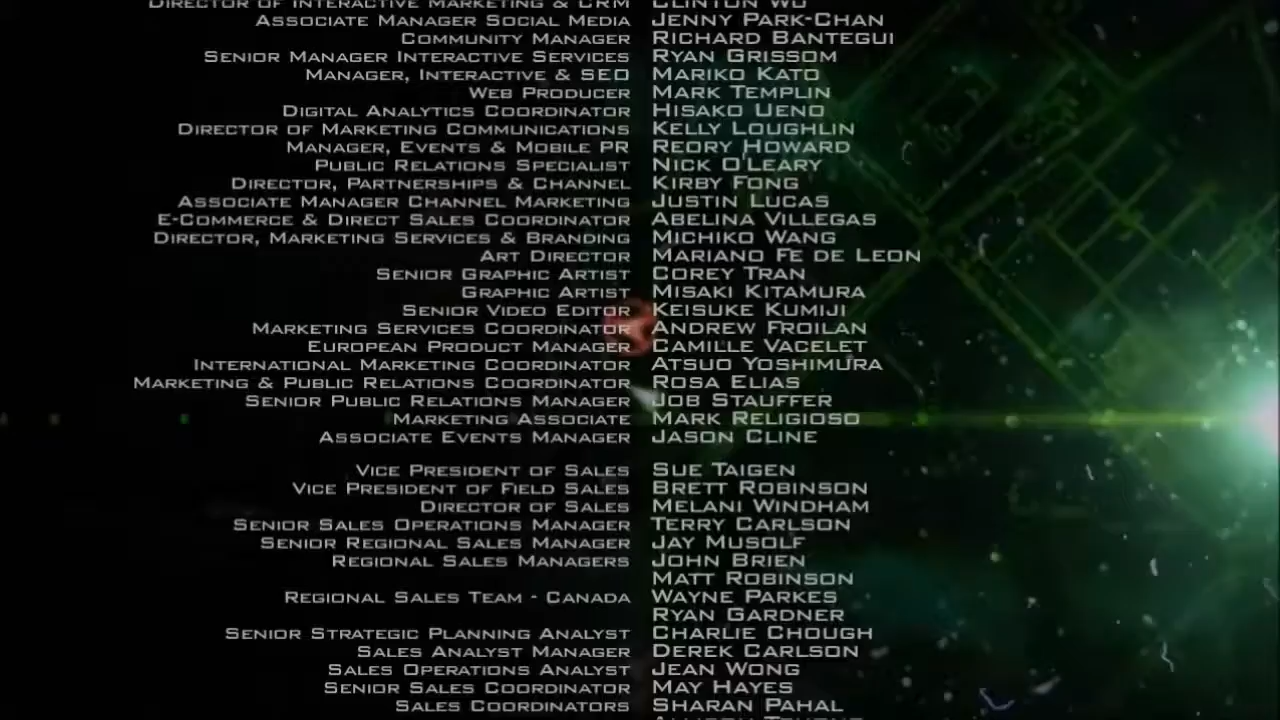 DIRECTOR OF INTERACTIVE MARKETING & CRM CLINTON WU
ASSOCIATE MANAGER SOCIAL MEDIA JENNY PARK-CHAN
COMMUNITY MANAGER RICHARD BANTEGUI
SENIOR MANAGER INTERACTIVE SERVICES RYAN GRISSOM
MANAGER, INTERACTIVE & SEO MARIKO KATO
WEB PRODUCER MARK TEMPLIN
DIGITAL ANALYTICS COORDINATOR HISAKO UENO
DIRECTOR OF MARKETING COMMUNICATIONS KELLY LOUGHLIN
MANAGER, EVENTS & MOBILE PR REORY HOWARD
PUBLIC RELATIONS SPECIALIST NICK O'LEARY
DIRECTOR, PARTNERSHIPS & CHANNEL KIRBY FONG
ASSOCIATE MANAGER CHANNEL MARKETING JUSTIN LUCAS
E-COMMERCE & DIRECT SALES COORDINATOR ABELINA VILLEGAS
DIRECTOR, MARKETING SERVICES & BRANDING MICHIKO WANG
ART DIRECTOR MARIANO FE DE LEON
SENIOR GRAPHIC ARTIST COREY TRAN
GRAPHIC ARTIST MISAKI KITAMURA
SENIOR VIDEO EDITOR KEISUKE KUMIJI
MARKETING SERVICES COORDINATOR ANDREW FROILAN
EUROPEAN PRODUCT MANAGER CAMILLE VACELET
INTERNATIONAL MARKETING COORDINATOR ATSUO YOSHIMURA
MARKETING & PUBLIC RELATIONS COORDINATOR ROSA ELIAS
SENIOR PUBLIC RELATIONS MANAGER JOB STAUFFER
MARKETING ASSOCIATE MARK RELIGIOSO
ASSOCIATE EVENTS MANAGER JASON CLINE
VICE PRESIDENT OF SALES SUE TAIGEN
VICE PRESIDENT OF FIELD SALES BRETT ROBINSON
DIRECTOR OF SALES MELANI WINDHAM
SENIOR SALES OPERATIONS MANAGER TERRY CARLSON
SENIOR REGIONAL SALES MANAGER JAY MUSOLF
REGIONAL SALES MANAGERS JOHN BRIEN
MATT ROBINSON
REGIONAL SALES TEAM - CANADA WAYNE PARKES
RYAN GARDNER
SENIOR STRATEGIC PLANNING ANALYST CHARLIE CHOUGH
SALES ANALYST MANAGER DEREK CARLSON
SALES OPERATIONS ANALYST JEAN WONG
SENIOR SALES COORDINATOR MAY HAYES
SALES COORDINATORS SHARAN PAHAL